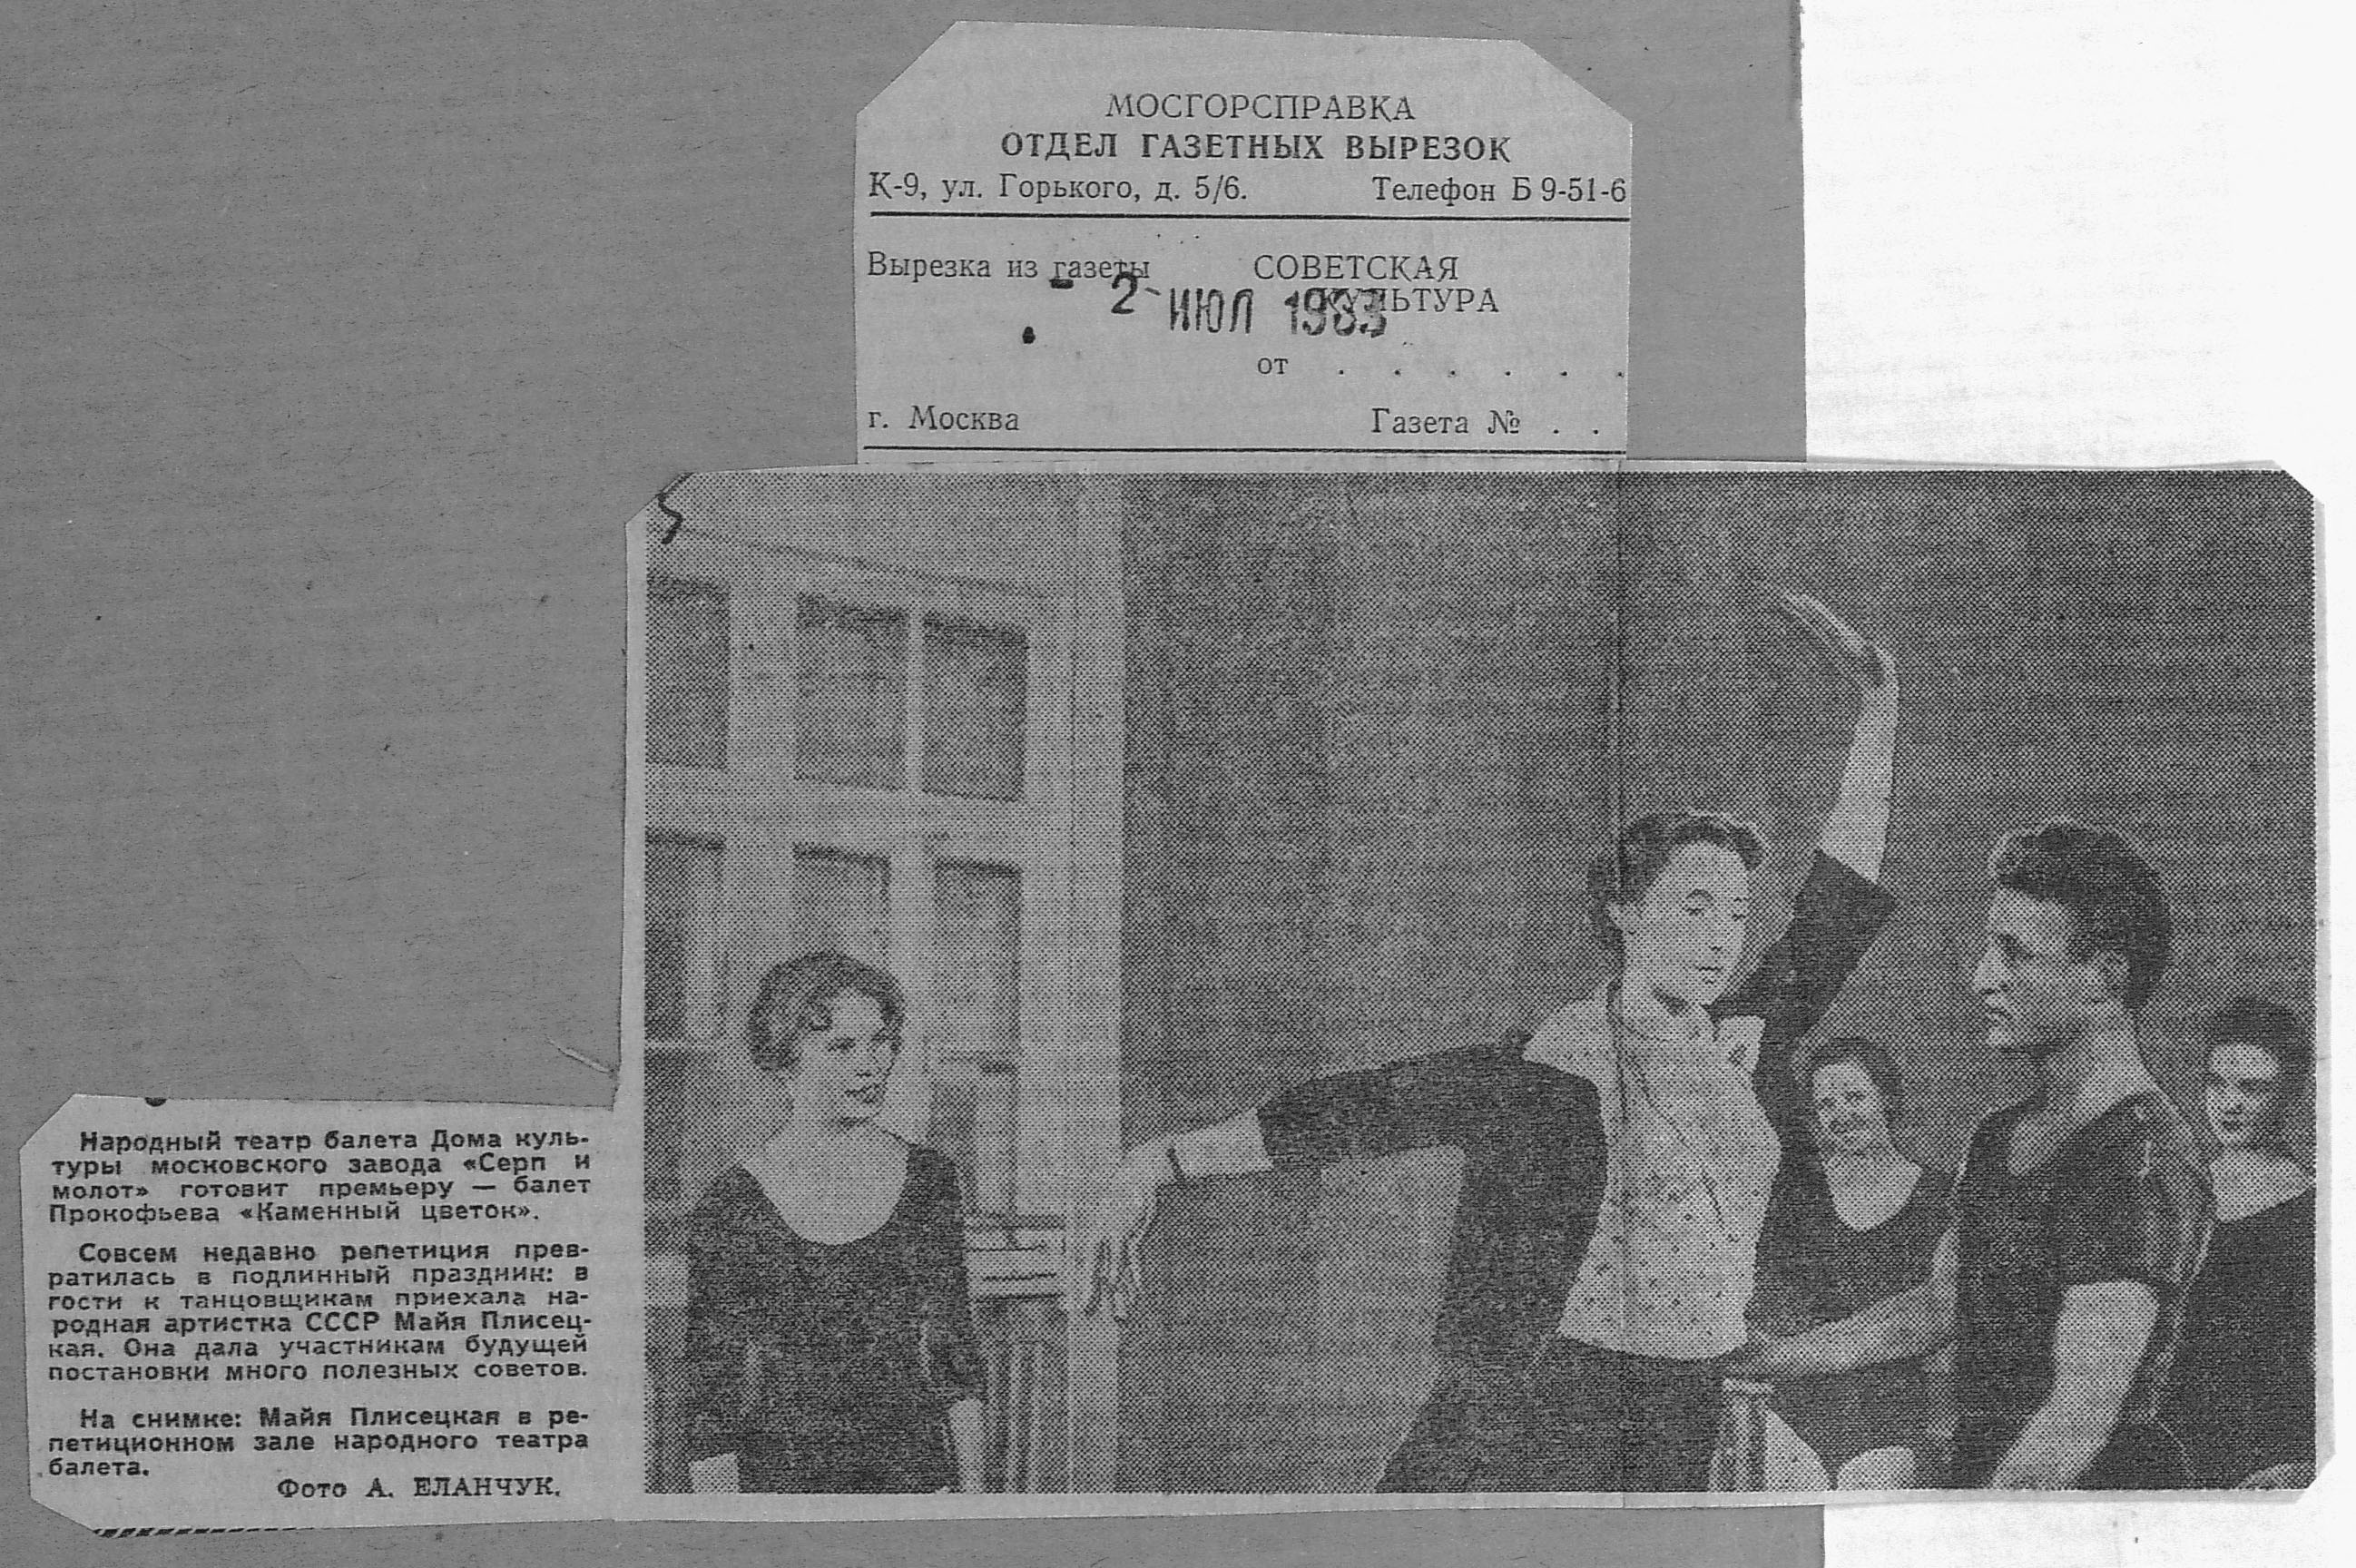 МОСГОРСПРАВКА
ОТДЕЛ ГАЗЕТНЫХ ВЫРЕЗОК
К-9, ул. Горького, д. 5/6. Телефон Б 9-51-6
Вырезка из газеты СОВЕТСКАЯ
КУЛЬТУРА
- 2 ИЮЛ
от . . . . . .
г. Москва Газета № . .
Народный театр балета Дома куль-
туры московского завода «Серп и
молот» готовит премьеру — балет
Прокофьева «Каменный цветок».
Совсем недавно репетиция прев-
ратилась в подлинный праздник: в
гости к танцовщикам приехала на-
родная артистка СССР Майя Плисец-
кая. Она дала участникам будущей
постановки много полезных советов.
На снимке: Майя Плисецкая в ре-
петиционном зале народного театра
балета.
Фото А. ЕЛАНЧУК.